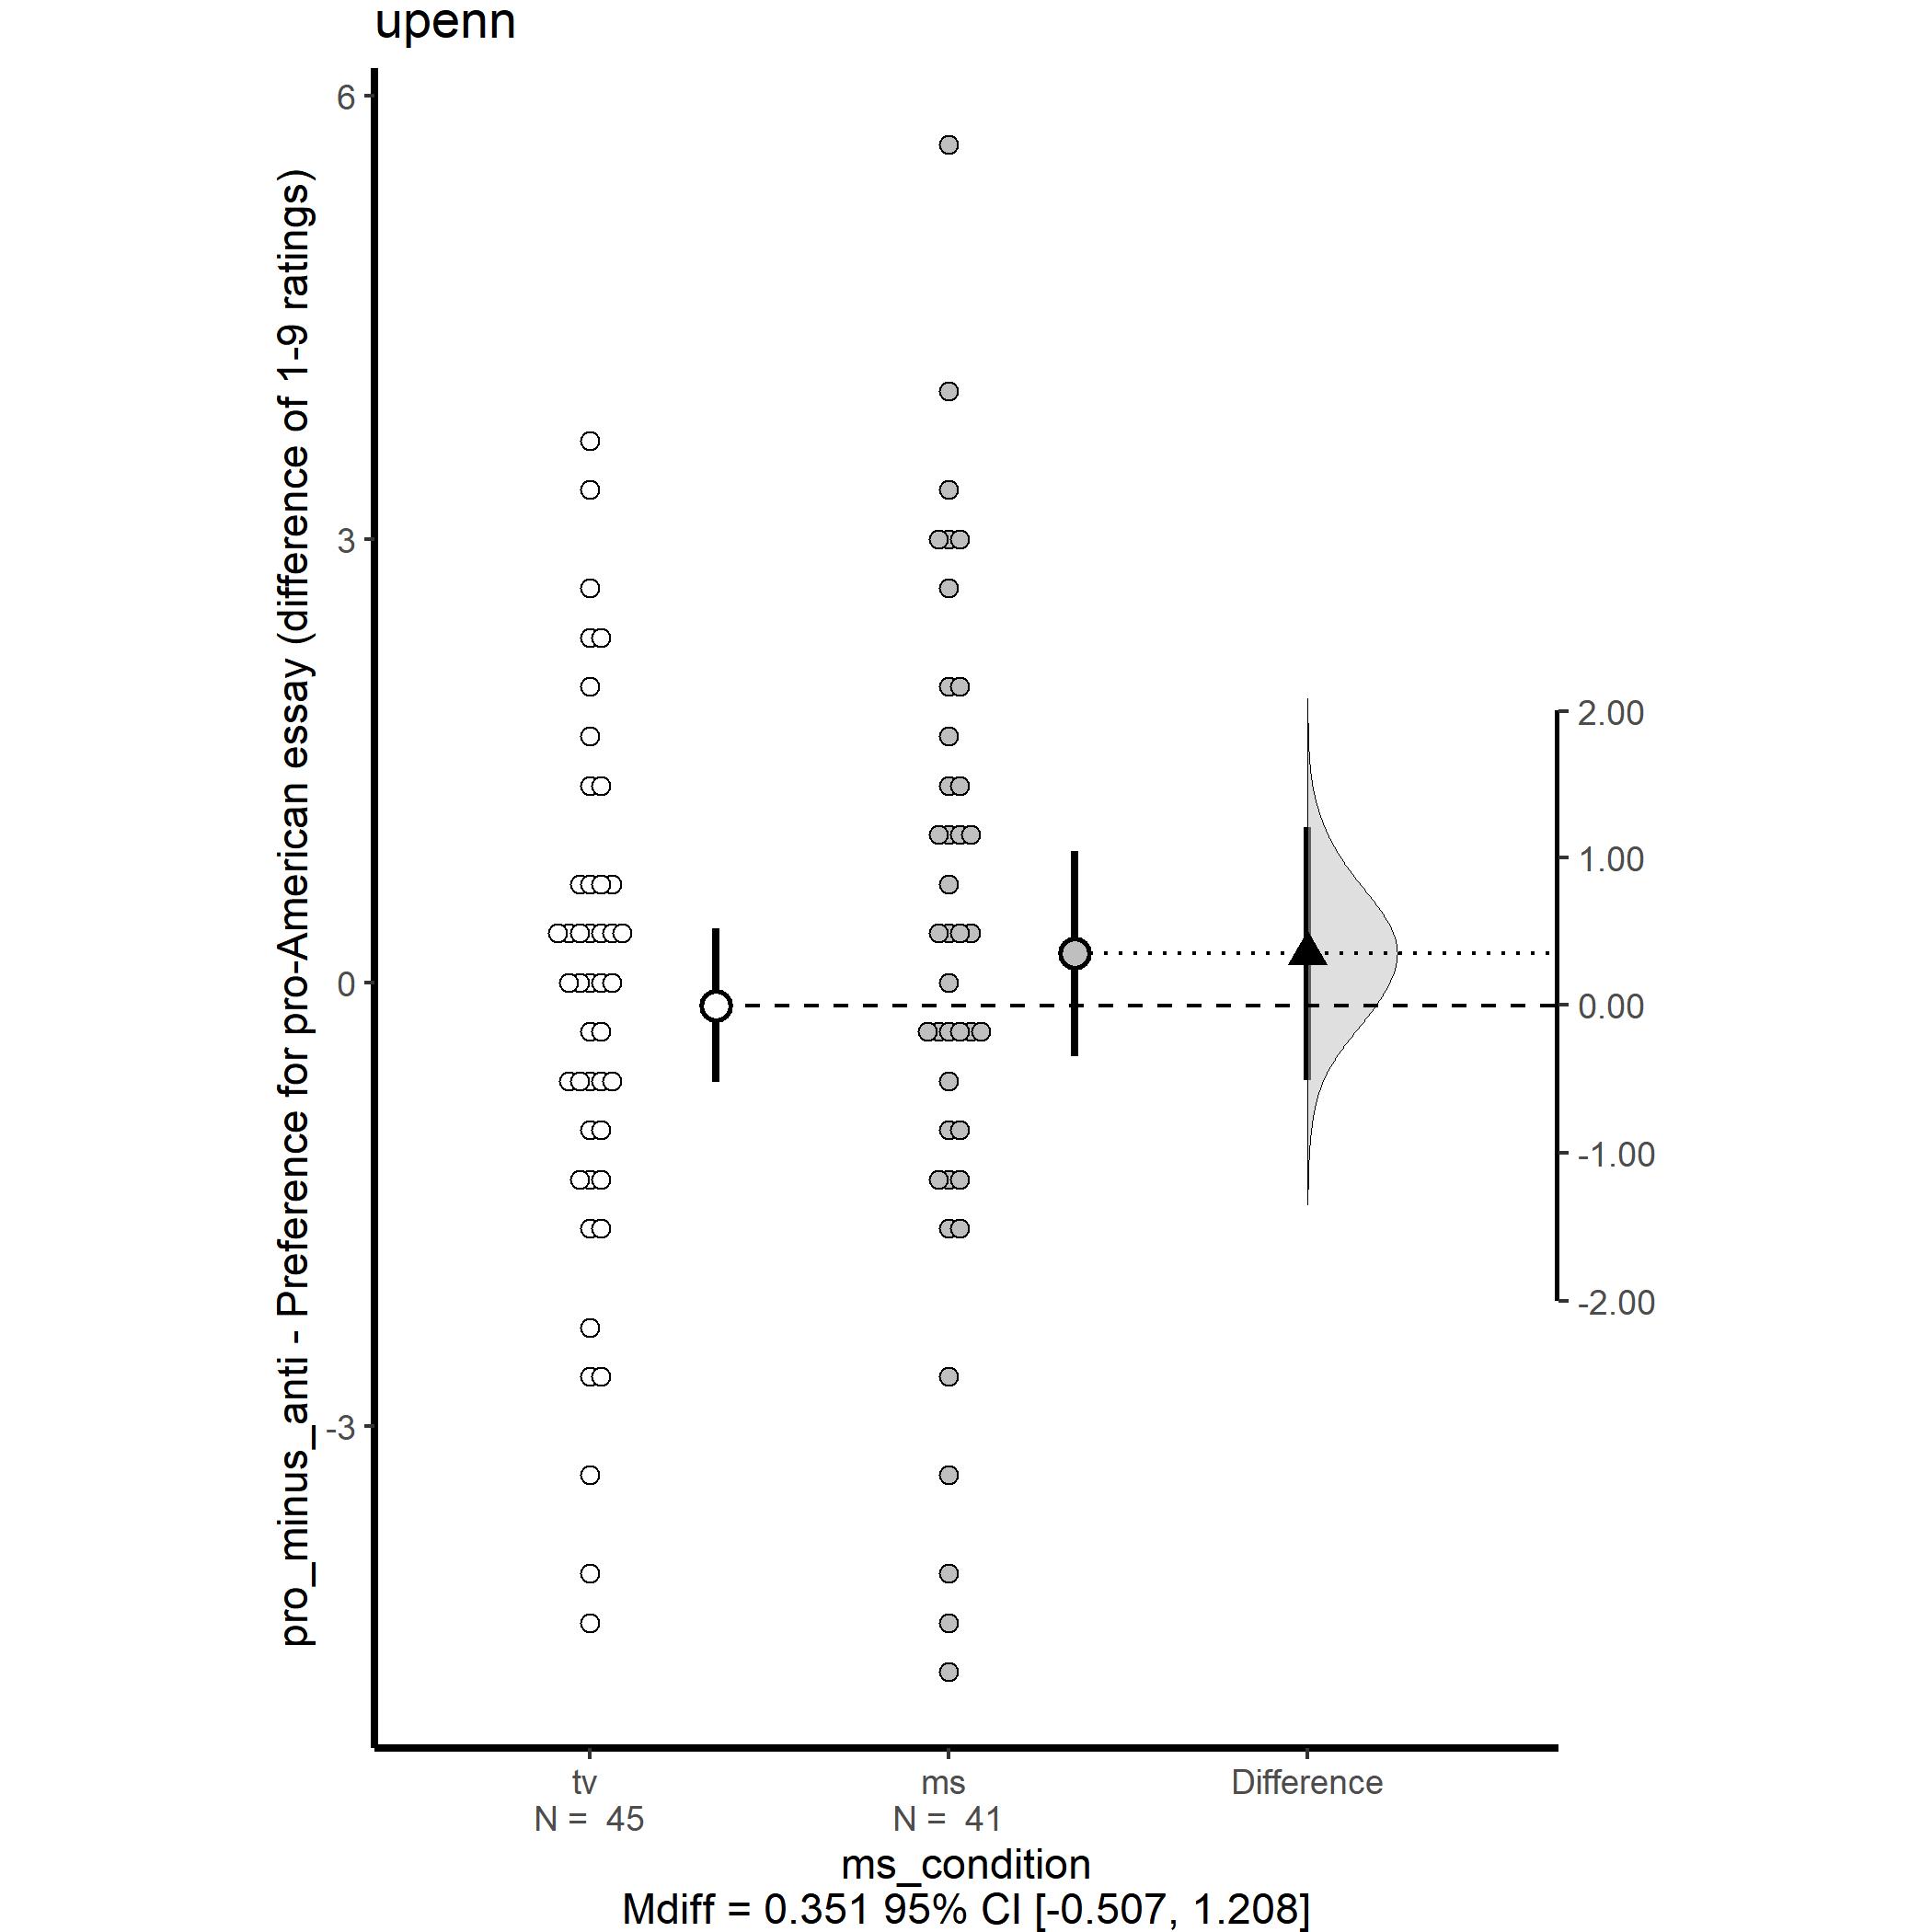 upenn
pro_minus_anti - Preference for pro-American essay (difference of 1-9 ratings)
6
3
0
-3
2.00
1.00
0.00
-1.00
-2.00
tv
N =  45
ms
N =  41
Difference
ms_condition
Mdiff = 0.351 95% CI [-0.507, 1.208]